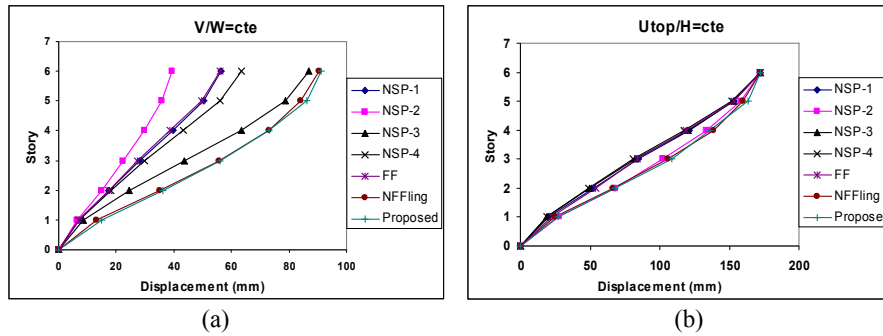 V/W=cte
7
6
5
4
3
2
1
0
Story
0 20 40 60 80 100
Displacement (mm)
NSP-1
NSP-2
NSP-3
NSP-4
FF
NFFling
Proposed
(a)
Utop/H=cte
7
6
5
4
3
2
1
0
Story
0 50 100 150 200
Displacement (mm)
NSP-1
NSP-2
NSP-3
NSP-4
FF
NFFling
Propose
(b)